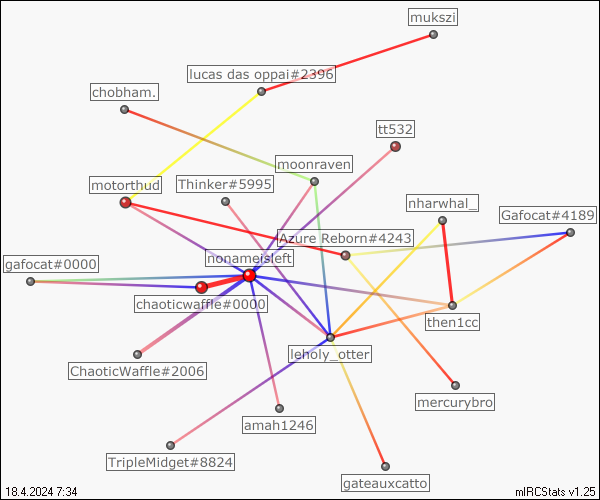 mukszi
lucas das oppai#2396
chobham.
tt532
moonraven
motorthud
Thinker#5995
nharwhal_
Gafocat#4189
Azure Reborn#4243
nonameisleft
gafocat#0000
chaoticwaffle#0000
then1cc
leholy_otter
ChaoticWaffle#2006
mercurybro
amah1246
TripleMidget#8824
gateauxcatto
18.4.2024 7:34
mIRCStats v1.25